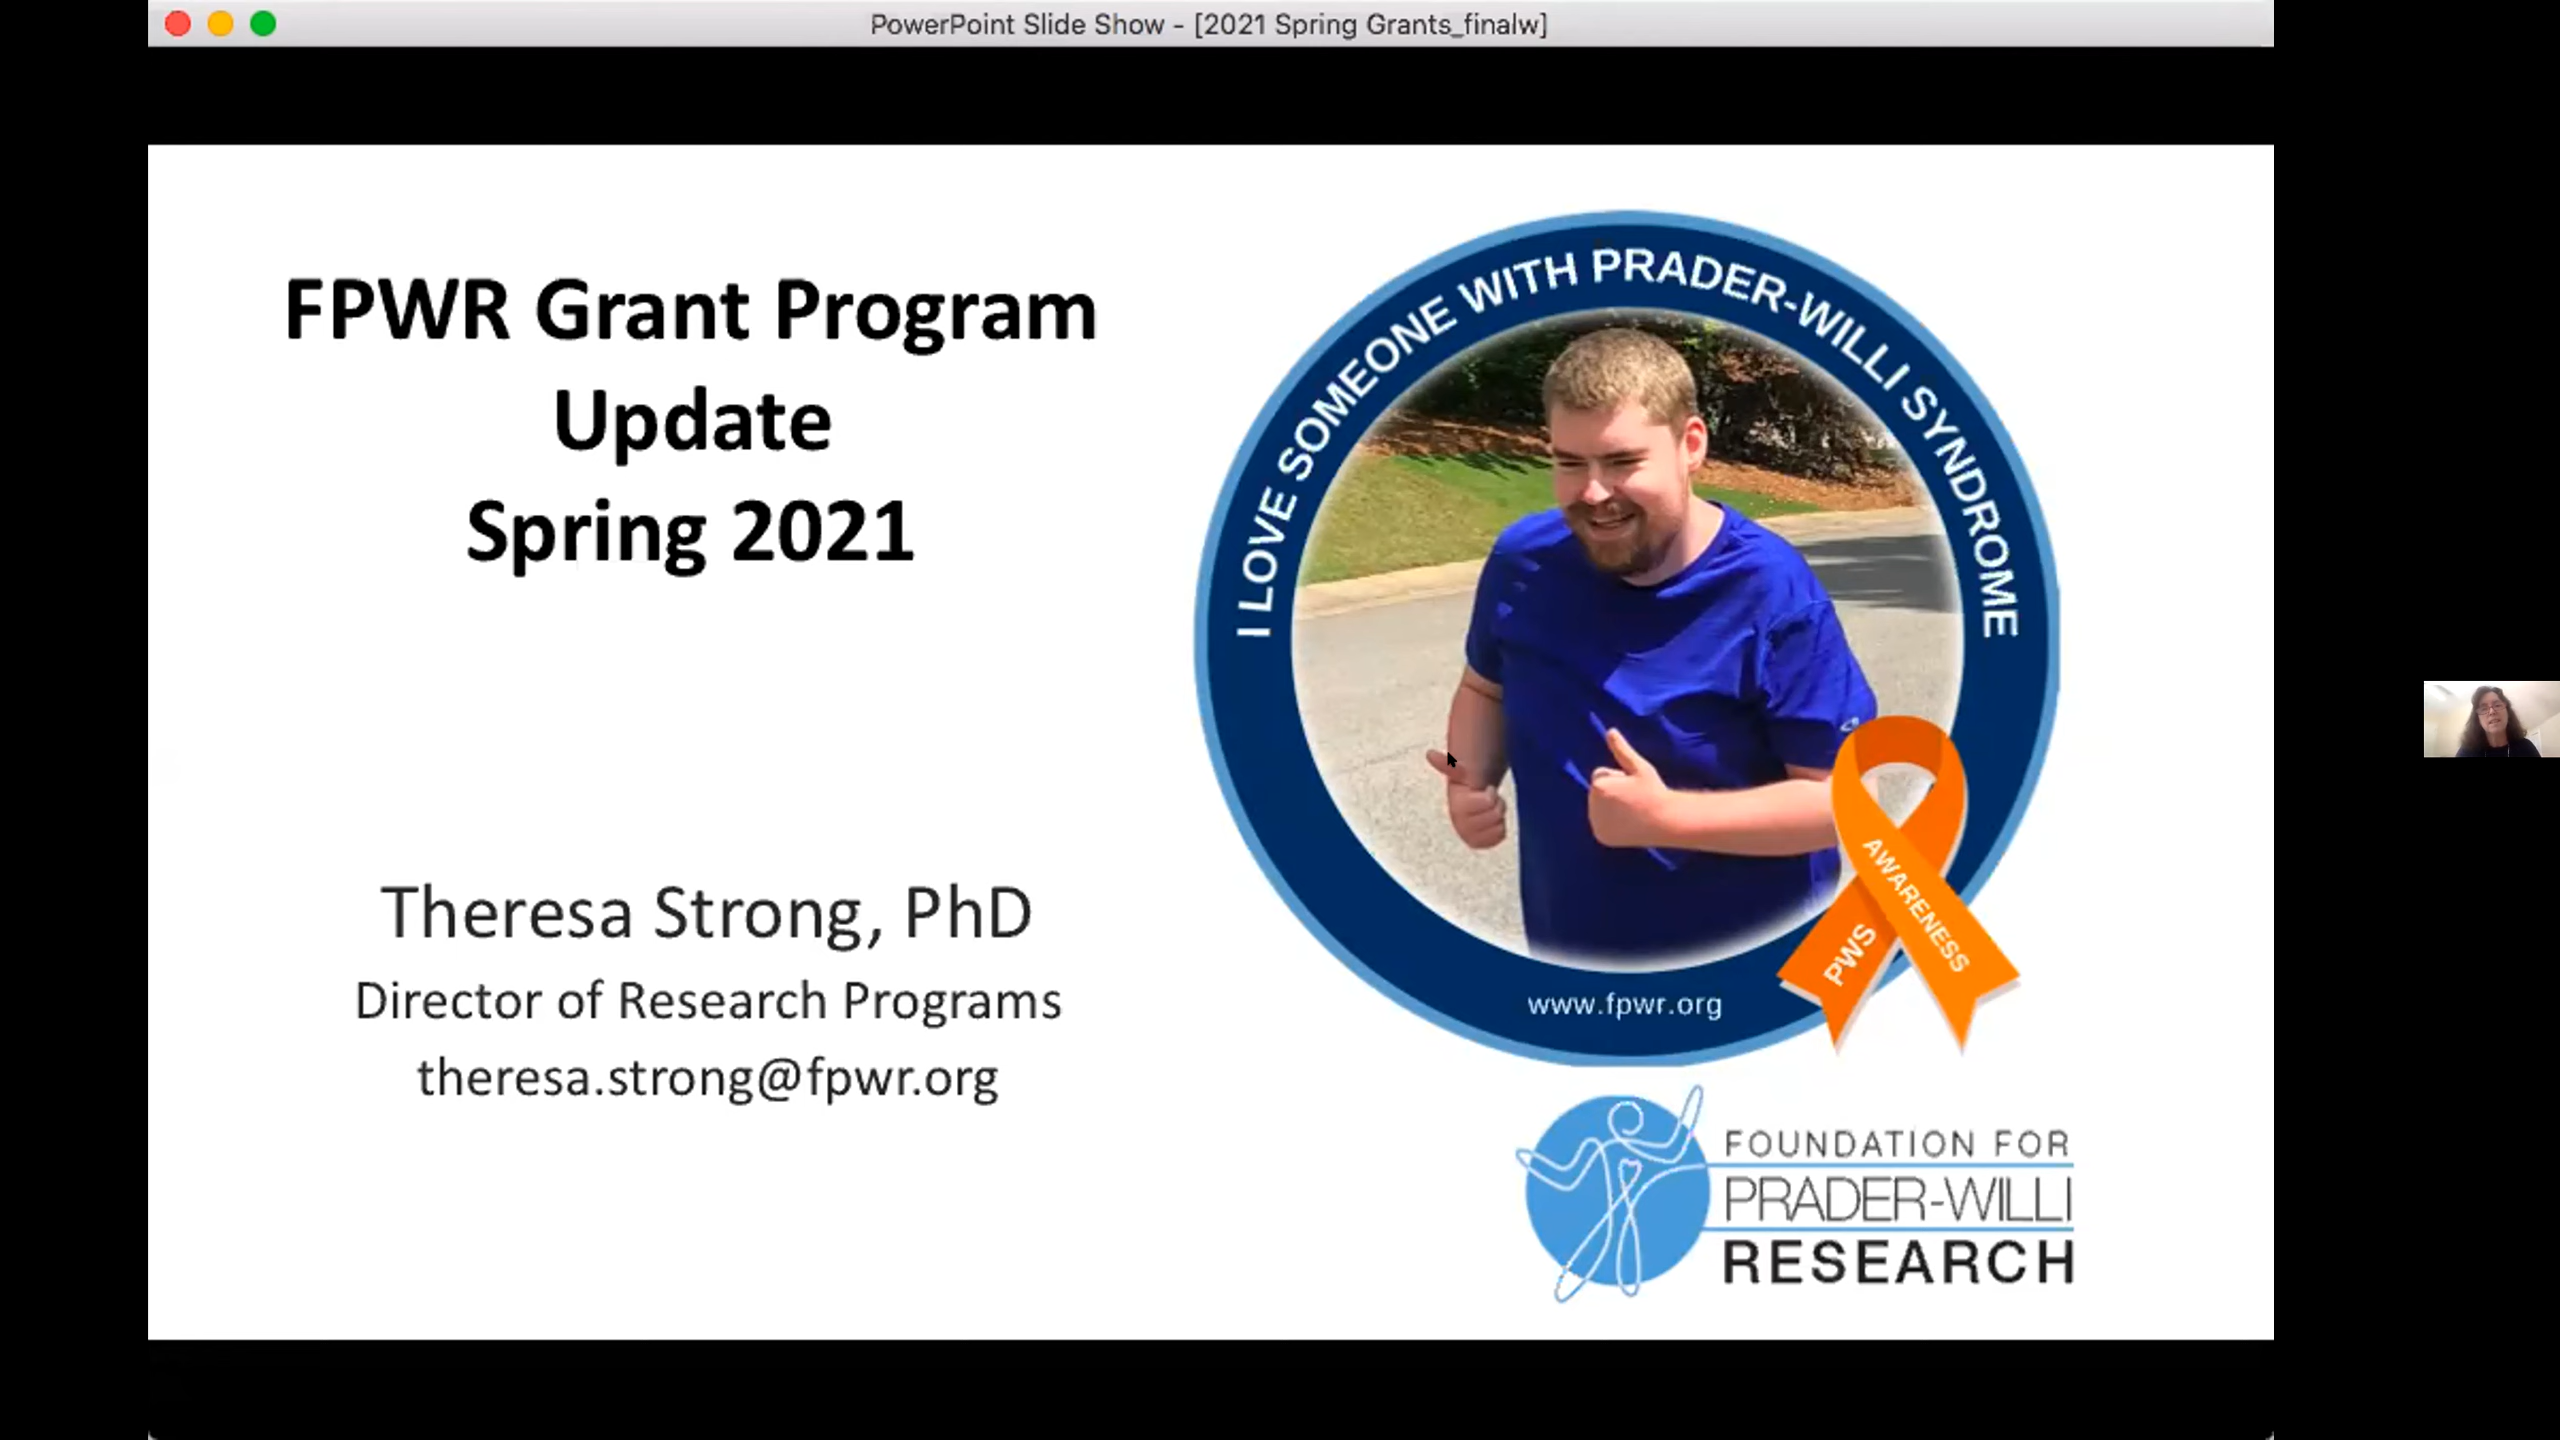 PowerPoint Slide Show - [2021 Spring Grants_finalw]
FPWR Grant Program
Update
Spring 2021
Theresa Strong, PhD
Director of Research Programs
theresa.strong@fpwr.org
I LOVE SOMEONE WITH PRADER-WILLI SYNDROME
PWS
AWARENESS
www.fpwr.org
FOUNDATION FOR
PRADER-WILLI
RESEARCH